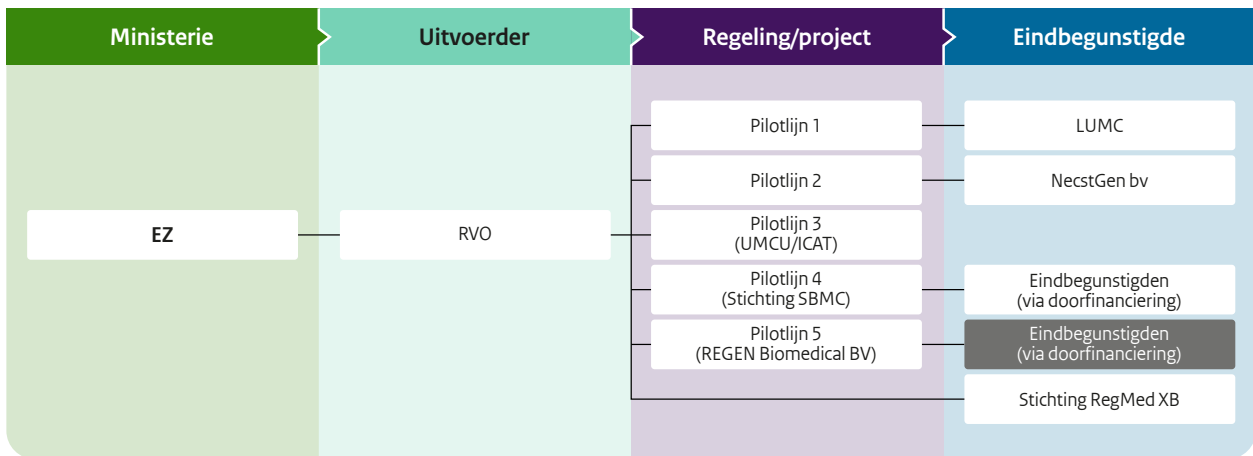 Ministerie
Uitvoerder
Regeling/project
Eindbegunstigde
Pilotlijn 1
LUMC
Pilotlijn 2
NecstGen bv
EZ
RVO
Pilotlijn 3
(UMCU/ICAT)
Pilotlijn 4
(Stichting SBMC)
Eindbegunstigden
(via doorfinanciering)
Pilotlijn 5
(REGEN Biomedical BV)
Eindbegunstigden
(via doorfinanciering)
Stichting RegMed XB